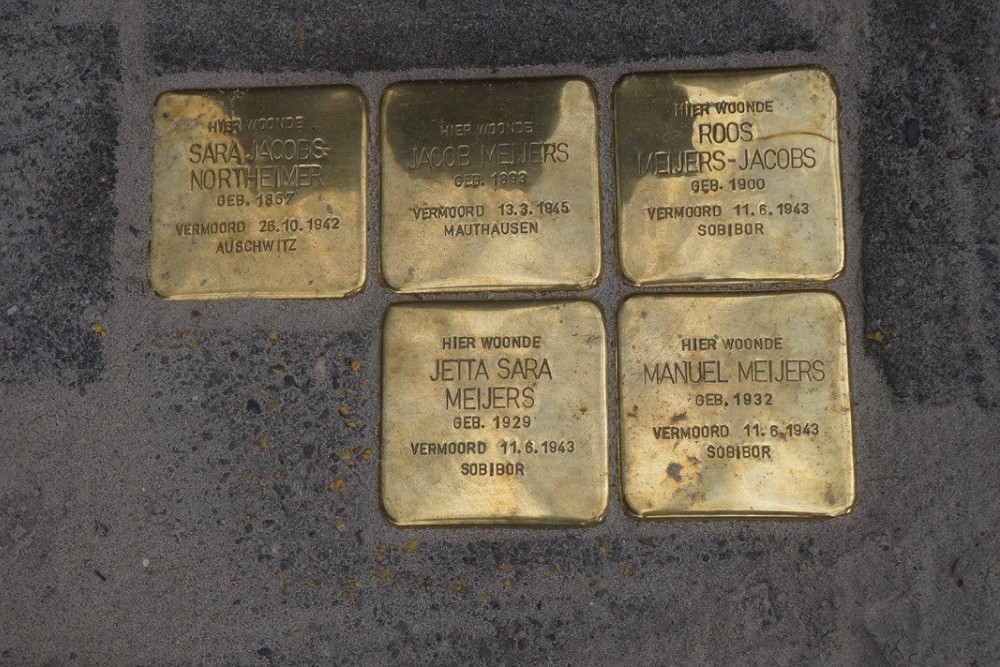 HIER WOONDE
SARA JACOBS-
NORTHEIMER
GEB. 1867
VERMOORD 26.10.1942
AUSCHWITZ
HIER WOONDE
JACOB MEIJERS
GEB. 1893
VERMOORD 13.3.1945
MAUTHAUSEN
HIER WOONDE
ROOS
MEIJERS-JACOBS
GEB. 1900
VERMOORD 11.6.1943
SOBIBOR
HIER WOONDE
JETTA SARA
MEIJERS
GEB. 1929
VERMOORD 11.6.1943
SOBIBOR
HIER WOONDE
MANUEL MEIJERS
GEB. 1932
VERMOORD 11.6.1943
SOBIBOR